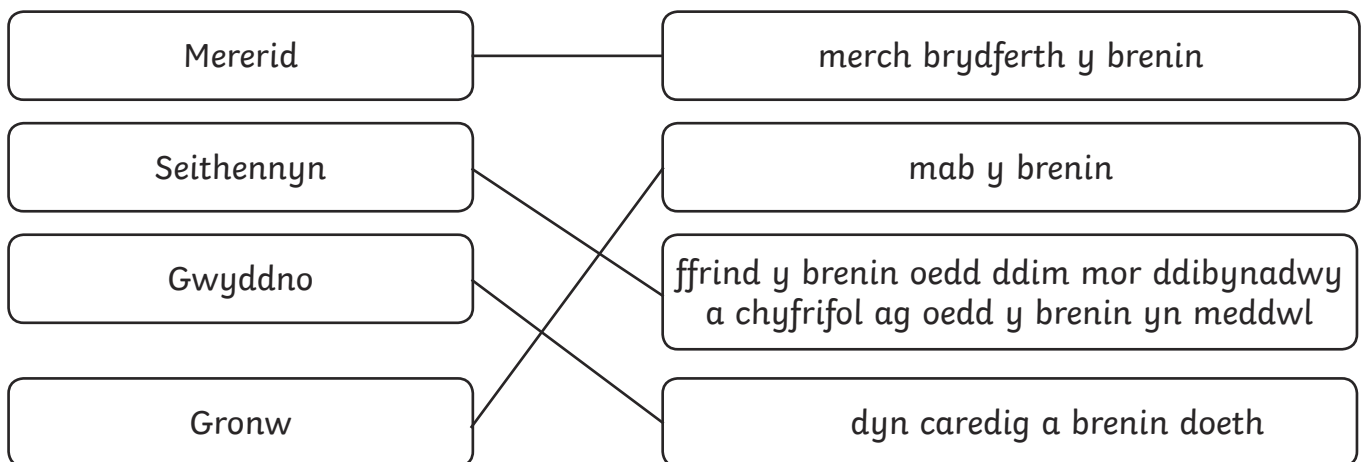 Mererid
merch brydferth y brenin
Seithennyn
mab y brenin
Gwyddno
ffrind y brenin oedd ddim mor ddibynadwy
a chyfrifol ag oedd y brenin yn meddwl
Gronw
dyn caredig a brenin doeth